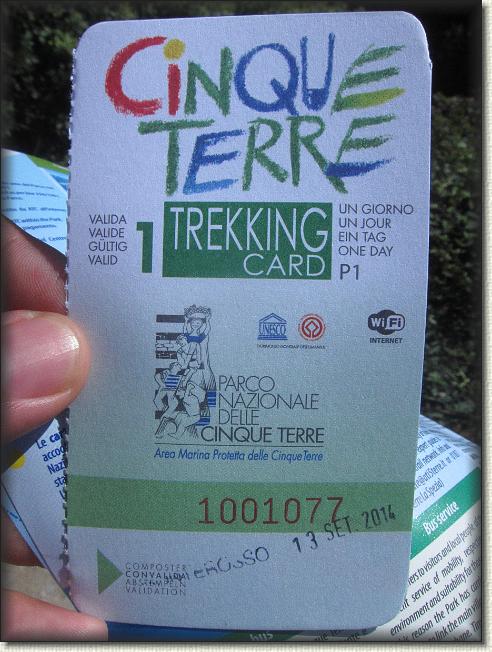 CINQUE
TERRE
VALIDA
VALIDE
GÜLTIG
VALID
1
TREKKING
CARD
UN GIORNO
UN JOUR
EIN TAG
ONE DAY
P1
UNESCO
WiFi
INTERNET
PARCO
NAZIONALE
DELLE
CINQUE TERRE
Area Marina Protetta delle Cinque Terre
1001077
13 SET. 2014
COMPOSTER
CONVALIDA
ABSTEMPELN
VALIDATION
Bus service